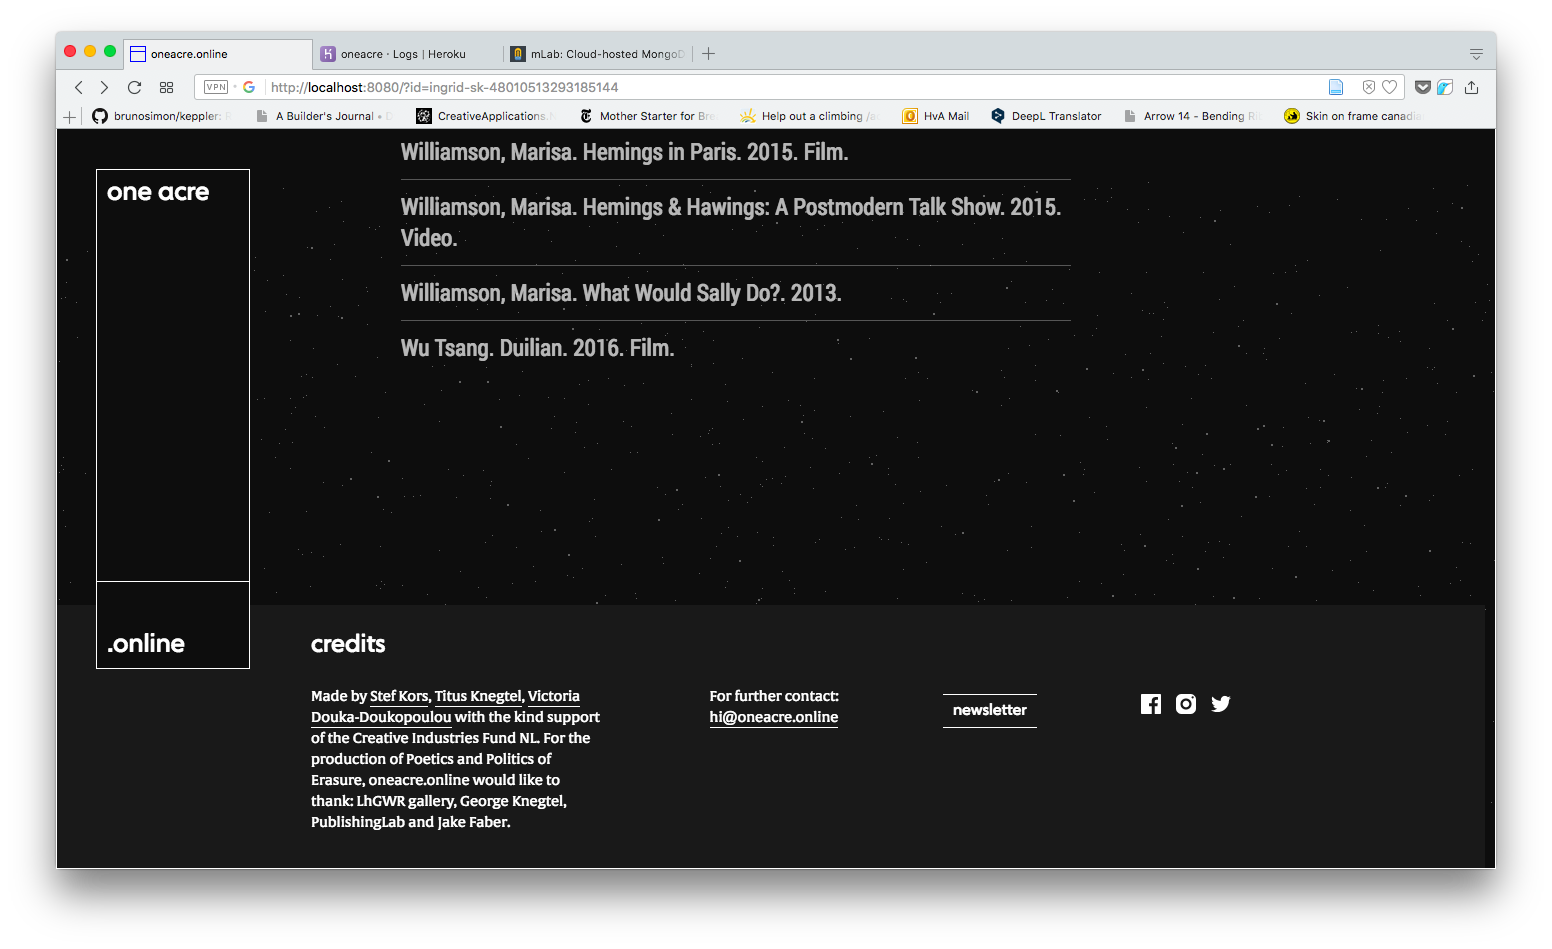 oneacre.online
oneacre · Logs | Heroku
mLab: Cloud-hosted MongoD
VPN
http://localhost:8080/?id=ingrid-sk-48010513293185144
brunosimon/keppler:
A Builder's Journal •
CreativeApplications.
Mother Starter for Bre
Help out a climbing
HvA Mail
DeepL Translator
Arrow 14 - Bending Ri
Skin on frame canadia
one acre
.online
Williamson, Marisa. Hemings in Paris. 2015. Film.
Williamson, Marisa. Hemings & Hawings: A Postmodern Talk Show. 2015.
Video.
Williamson, Marisa. What Would Sally Do?. 2013.
Wu Tsang. Duilian. 2016. Film.
credits
Made by Stef Kors, Titus Knegtel, Victoria
Douka-Doukopoulou with the kind support
of the Creative Industries Fund NL. For the
production of Poetics and Politics of
Erasure, oneacre.online would like to
thank: LhGWR gallery, George Knegtel,
PublishingLab and Jake Faber.
For further contact:
hi@oneacre.online
newsletter